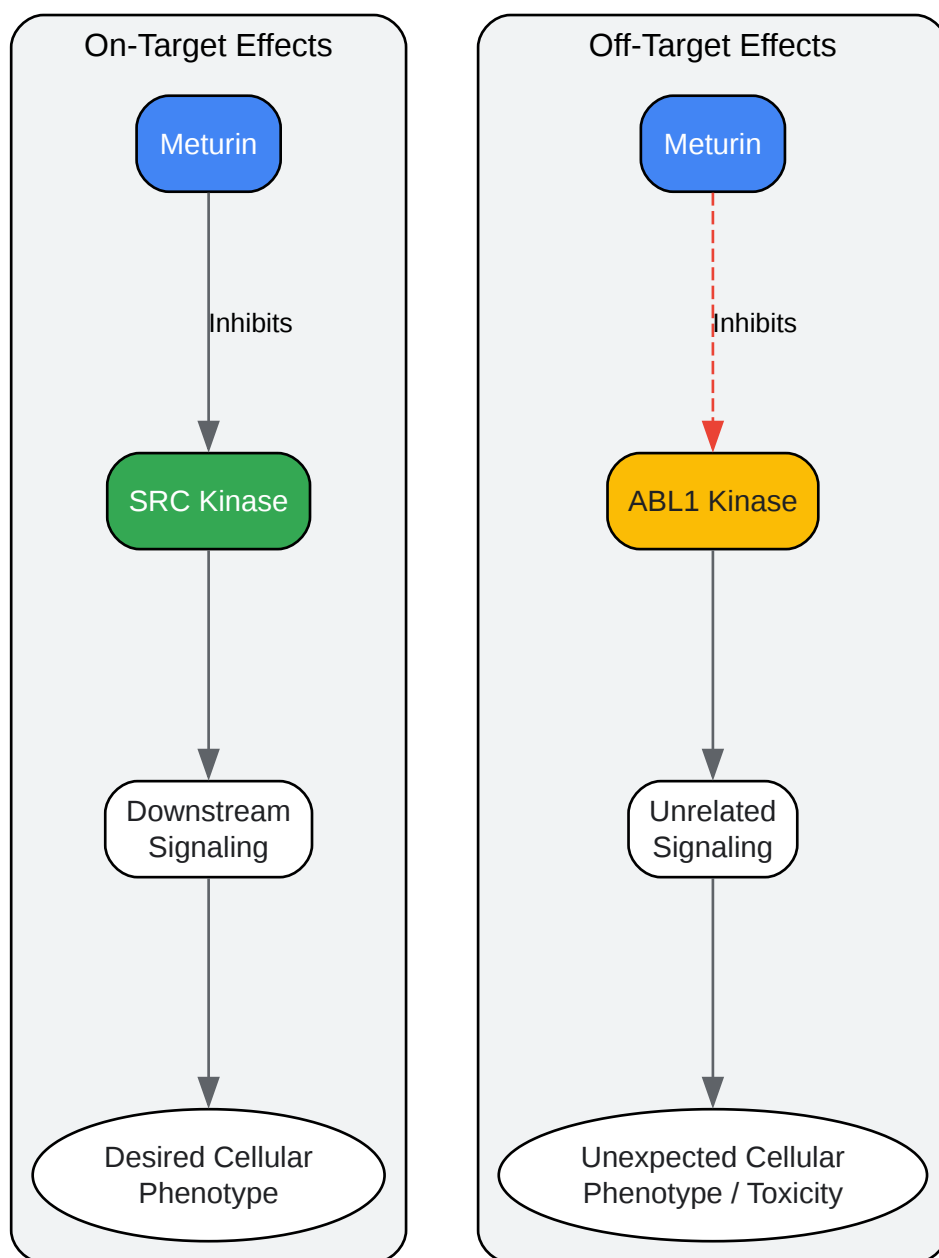 On-Target Effects
Meturin
Inhibits
SRC Kinase
Downstream
Signaling
Desired Cellular
Phenotype
Off-Target Effects
Meturin
Inhibits
ABL1 Kinase
Unrelated
Signaling
Unexpected Cellular
Phenotype / Toxicity